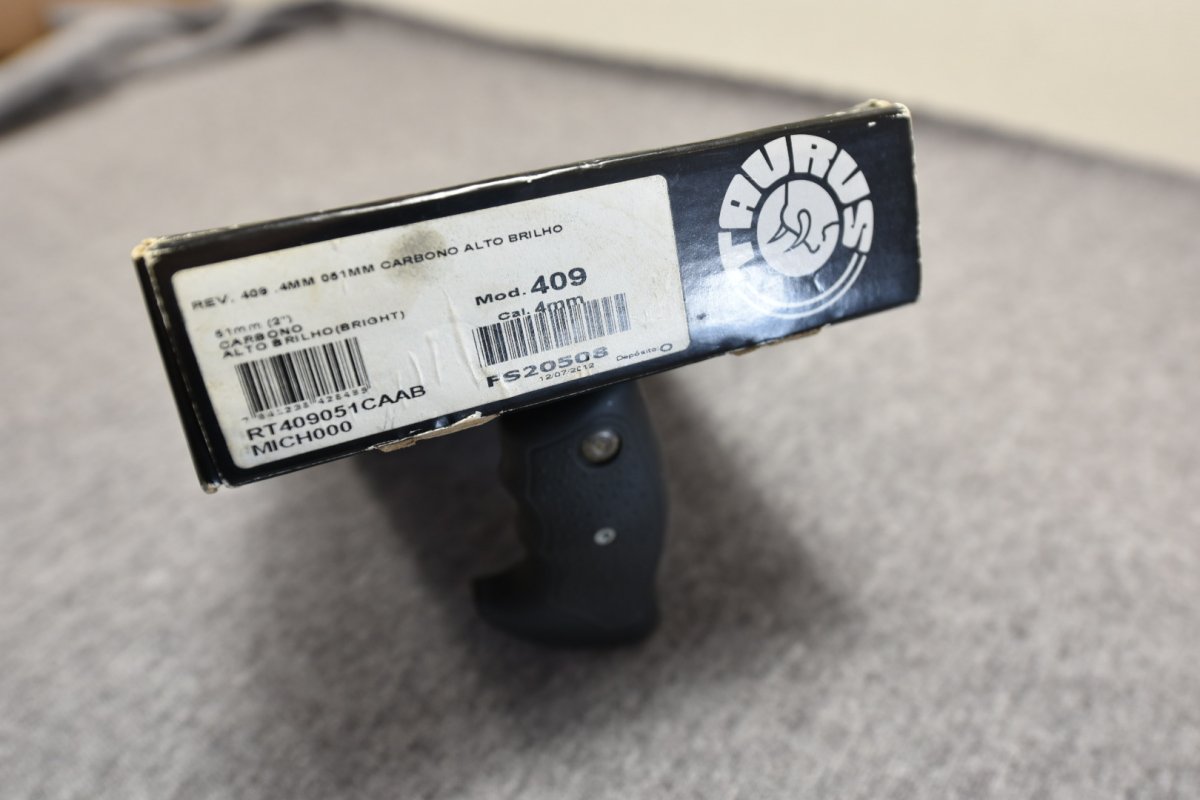 TAURUS
REV. 409 .4MM 051MM CARBONO ALTO BRILHO
51mm (2")
CARBONO
ALTO BRILHO(BRIGHT)
RT409051CAAB
MICH000
Mod. 409
Cal. 4mm
FS20508
12/07/2012
Depósito:O